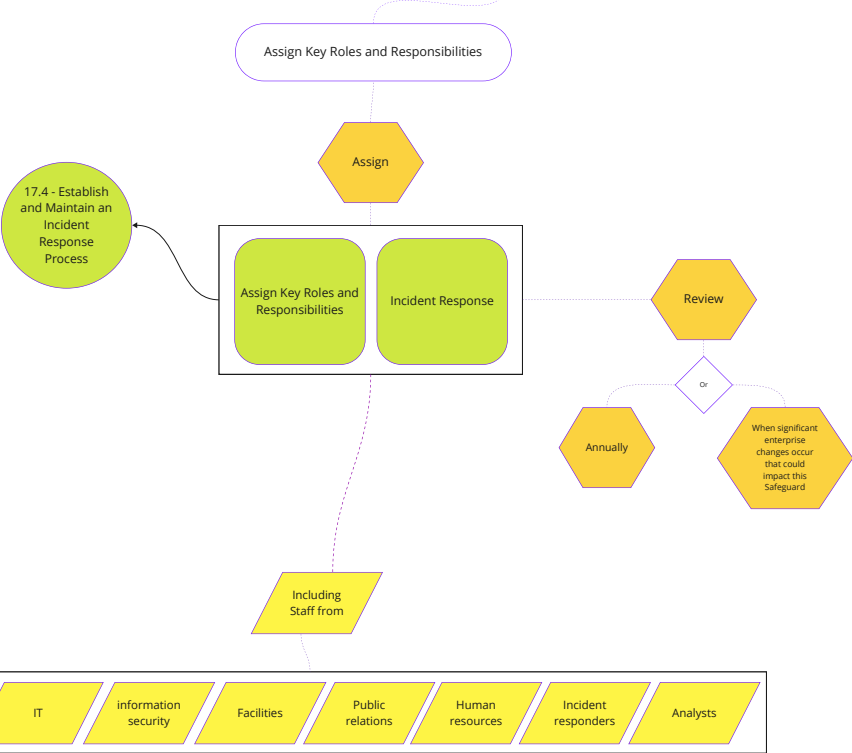 Assign Key Roles and Responsibilities
Assign
17.4 - Establish
and Maintain an
Incident
Response
Process
Assign Key Roles and
Responsibilities
Incident Response
Review
Or
Annually
When significant
enterprise
changes occur
that could
impact this
Safeguard
Including
Staff from
IT
information
security
Facilities
Public
relations
Human
resources
Incident
responders
Analysts